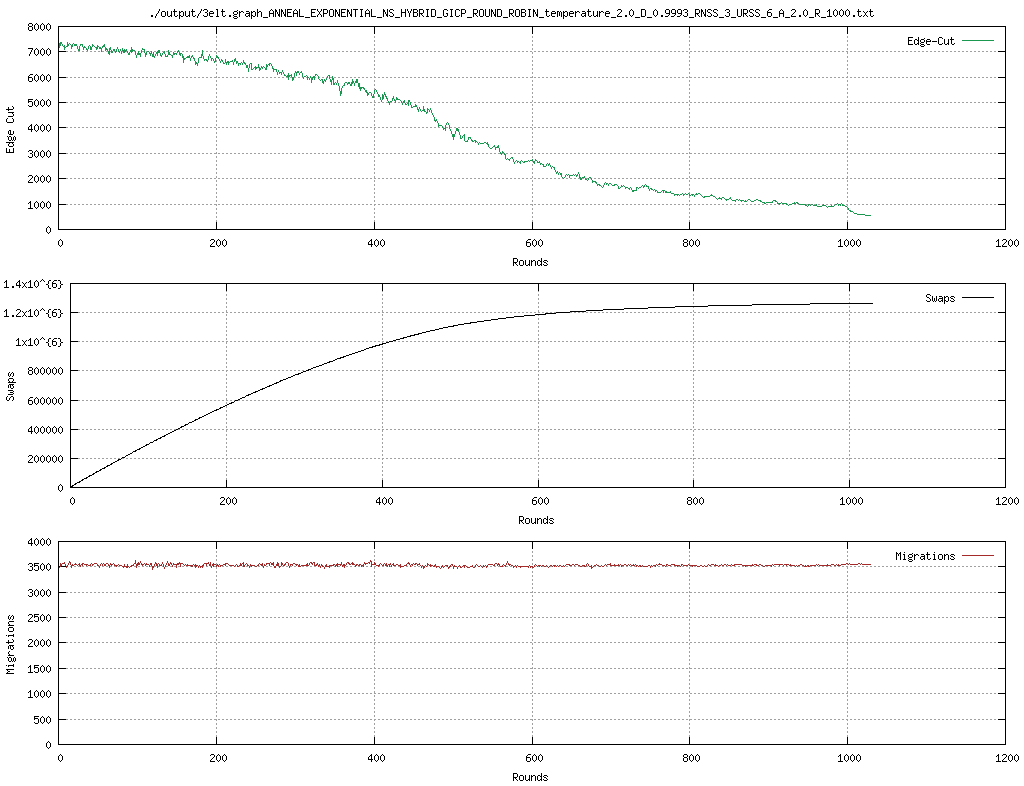 ./output/3elt.graph_ANNEAL_EXPONENTIAL_NS_HYBRID_GICP_ROUND_ROBIN_temperature_2.0_D_0.9993_RNSS_3_URSS_6_A_2.0_R_1000.txt
8000
7000
6000
5000
4000
3000
2000
1000
0
Edge Cut
Edge-Cut
0 200 400 600 800 1000 1200
Rounds
1.4x10^{6}
1.2x10^{6}
1x10^{6}
800000
600000
400000
200000
0
Swaps
Swaps
0 200 400 600 800 1000 1200
Rounds
4000
3500
3000
2500
2000
1500
1000
500
0
Migrations
Migrations
0 200 400 600 800 1000 1200
Rounds